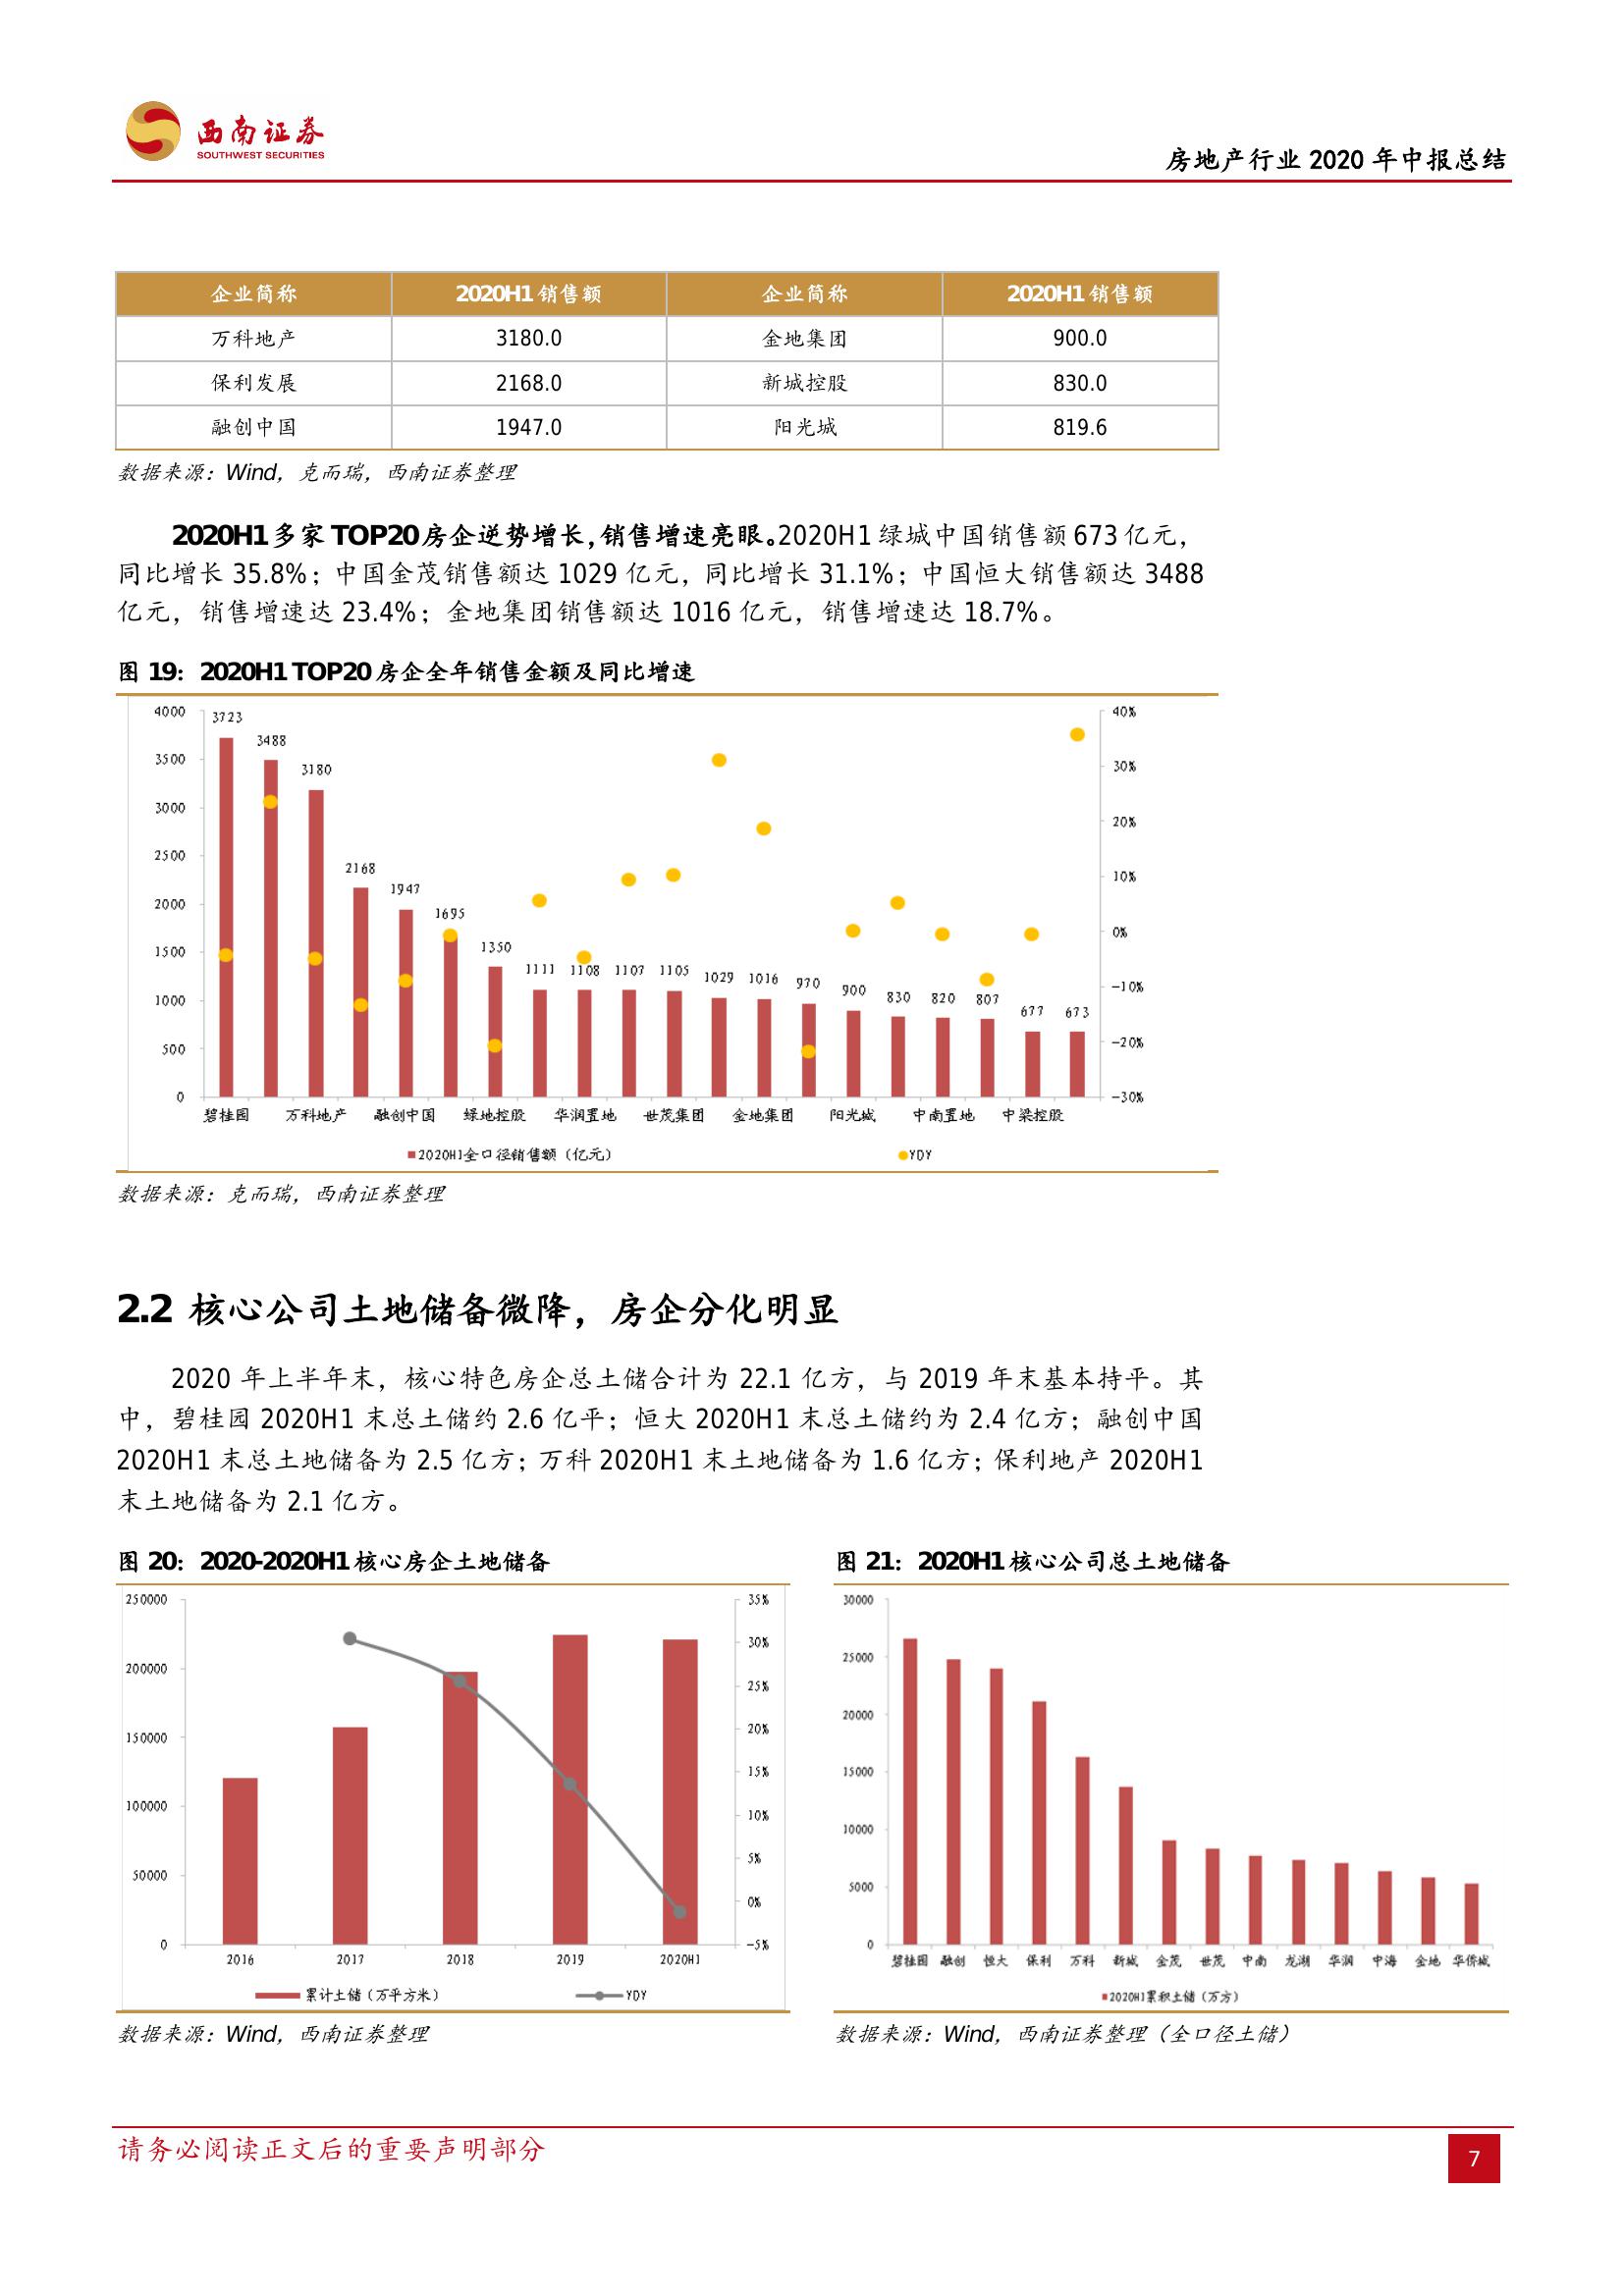 西南证券
SOUTHWEST SECURITIES
房地产行业 2020 年中报总结
企业简称 2020H1 销售额 企业简称 2020H1 销售额
万科地产 3180.0 金地集团 900.0
保利发展 2168.0 新城控股 830.0
融创中国 1947.0 阳光城 819.6
数据来源：Wind，克而瑞，西南证券整理
2020H1 多家 TOP20 房企逆势增长，销售增速亮眼。2020H1 绿城中国销售额 673 亿元，
同比增长 35.8%；中国金茂销售额达 1029 亿元，同比增长 31.1%；中国恒大销售额达 3488
亿元，销售增速达 23.4%；金地集团销售额达 1016 亿元，销售增速达 18.7%。
图 19：2020H1 TOP20 房企全年销售金额及同比增速
4000
3500
3000
2500
2000
1500
1000
500
0
3723 3488 3180 2168 1947 1695 1350 1111 1108 1107 1105 1029 1016 970 900 830 820 807 677 673
40%
30%
20%
10%
0%
-10%
-20%
-30%
碧桂园 万科地产 融创中国 绿地控股 华润置地 世茂集团 金地集团 阳光城 中南置地 中梁控股
2020H1全口径销售额（亿元） YOY
数据来源：克而瑞，西南证券整理
2.2 核心公司土地储备微降，房企分化明显
2020 年上半年末，核心特色房企总土储合计为 22.1 亿方，与 2019 年末基本持平。其
中，碧桂园 2020H1 末总土储约 2.6 亿平；恒大 2020H1 末总土储约为 2.4 亿方；融创中国
2020H1 末总土地储备为 2.5 亿方；万科 2020H1 末土地储备为 1.6 亿方；保利地产 2020H1
末土地储备为 2.1 亿方。
图 20：2020-2020H1 核心房企土地储备
250000
200000
150000
100000
50000
0
35%
30%
25%
20%
15%
10%
5%
0%
-5%
2016 2017 2018 2019 2020H1
累计土储（万平方米） YOY
数据来源：Wind，西南证券整理
图 21：2020H1 核心公司总土地储备
30000
25000
20000
15000
10000
5000
0
碧桂园 融创 恒大 保利 万科 新城 金茂 世茂 中南 龙湖 华润 中海 金地 华侨城
2020H1累积土储（万方）
数据来源：Wind，西南证券整理（全口径土储）
请务必阅读正文后的重要声明部分
7